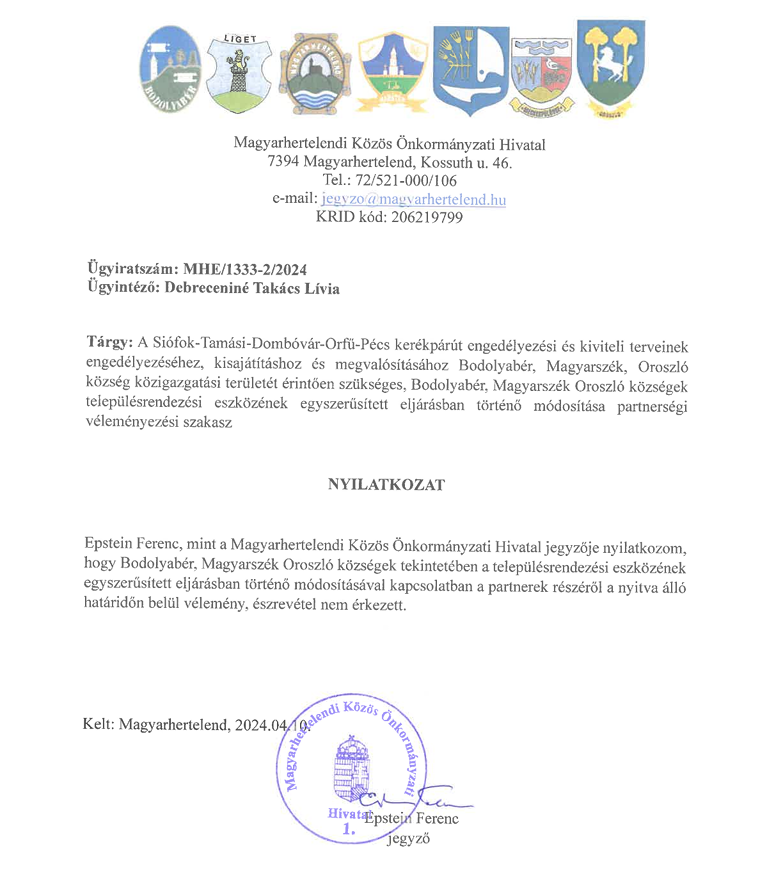 BODOLYABÉR
LIGET
MAGYARHERTELEND
Magyarhertelendi Közös Önkormányzati Hivatal
7394 Magyarhertelend, Kossuth u. 46.
Tel.: 72/521-000/106
e-mail: jegyzo@magyarhertelend.hu
KRID kód: 206219799
Ügyiratszám: MHE/1333-2/2024
Ügyintéző: Debreceniné Takács Lívia
Tárgy: A Siófok-Tamási-Dombóvár-Orfű-Pécs kerékpárút engedélyezési és kiviteli terveinek
engedélyezéséhez, kisajátításhoz és megvalósításához Bodolyabér, Magyarszék, Oroszló
község közigazgatási területét érintően szükséges, Bodolyabér, Magyarszék Oroszló községek
településrendezési eszközének egyszerűsített eljárásban történő módosítása partnerségi
véleményezési szakasz
NYILATKOZAT
Epstein Ferenc, mint a Magyarhertelendi Közös Önkormányzati Hivatal jegyzője nyilatkozom,
hogy Bodolyabér, Magyarszék Oroszló községek tekintetében a településrendezési eszközének
egyszerűsített eljárásban történő módosításával kapcsolatban a partnerek részéről a nyitva álló
határidőn belül vélemény, észrevétel nem érkezett.
Kelt: Magyarhertelend, 2024.04.10.
Magyarhertelendi Közös Önkormányzati
Hivatal
1.
Epstein Ferenc
jegyző